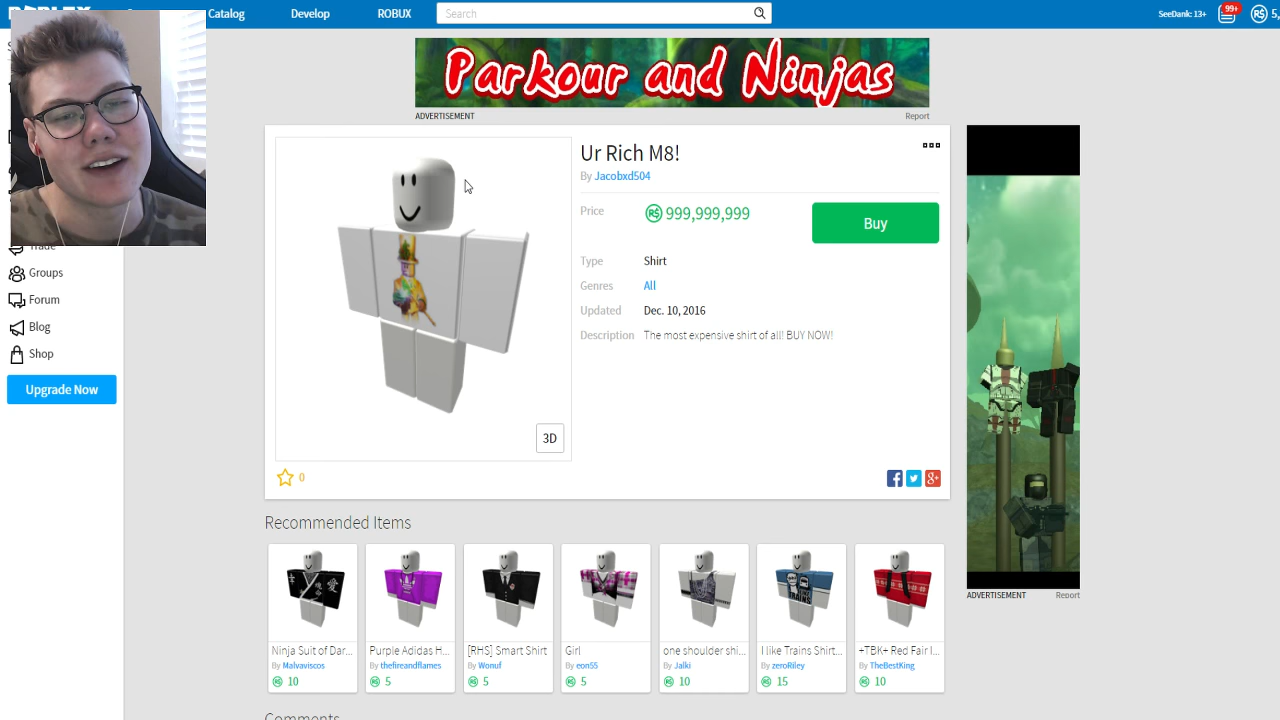 Catalog
Develop
ROBUX
Search
SeeDank: 13+
99+
Parkour and Ninjas
ADVERTISEMENT
Report
Ur Rich M8!
By Jacobxd504
Price
R$ 999,999,999
Buy
Type
Shirt
Genres
All
Updated
Dec. 10, 2016
Description
The most expensive shirt of all! BUY NOW!
3D
0
Trade
Groups
Forum
Blog
Shop
Upgrade Now
ADVERTISEMENT
Report
Recommended Items
Ninja Suit of Dar...
By Malvaviscos
R$ 10
Purple Adidas H...
By thefireandflames
R$ 5
[RHS] Smart Shirt
By Wonuf
R$ 5
Girl
By eon55
R$ 5
one shoulder shi...
By Jalki
R$ 10
I like Trains Shirt...
By zeroRiley
R$ 15
+TBK+ Red Fair I...
By TheBestKing
R$ 10
Comments